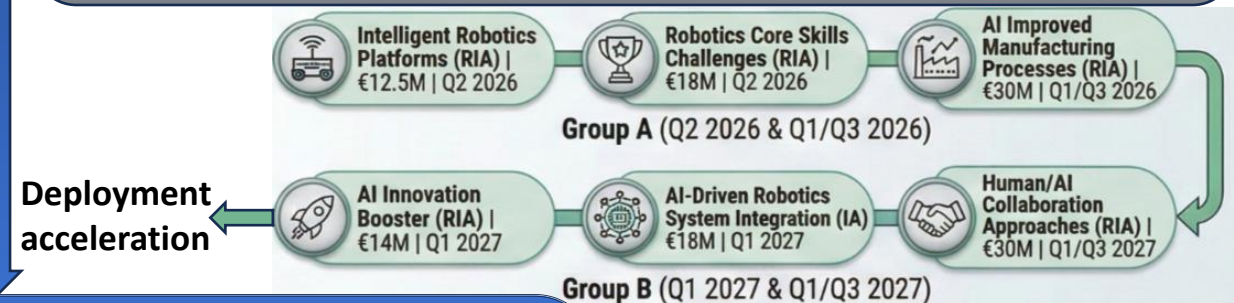 Intelligent Robotics
Platforms (RIA) |
€12.5M | Q2 2026
Robotics Core Skills
Challenges (RIA) |
€18M | Q2 2026
AI Improved
Manufacturing
Processes (RIA) |
€30M | Q1/Q3 2026
Group A (Q2 2026 & Q1/Q3 2026)
Deployment
acceleration
AI Innovation
Booster (RIA) |
€14M | Q1 2027
AI-Driven Robotics
System Integration (IA)
€18M | Q1 2027
Human/AI
Collaboration
Approaches (RIA) |
€30M | Q1/Q3 2027
Group B (Q1 2027 & Q1/Q3 2027)